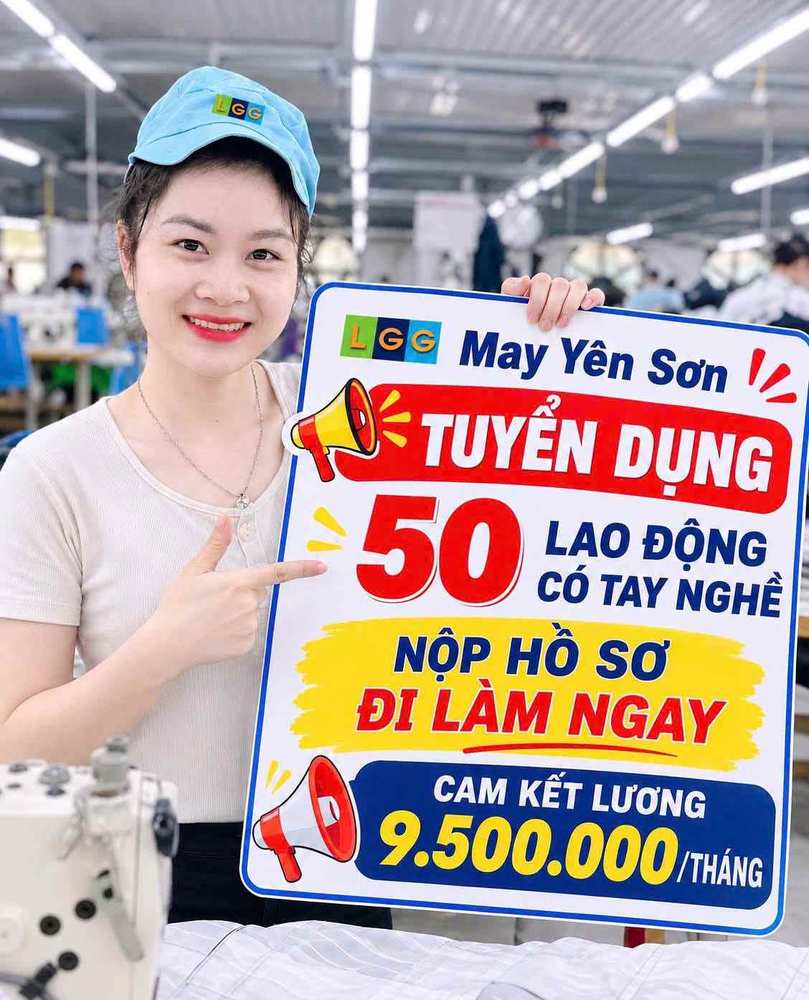 LGG
LGG May Yên Sơn
TUYỂN DỤNG
50 LAO ĐỘNG
CÓ TAY NGHỀ
NỘP HỒ SƠ
ĐI LÀM NGAY
CAM KẾT LƯƠNG
9.500.000/THÁNG